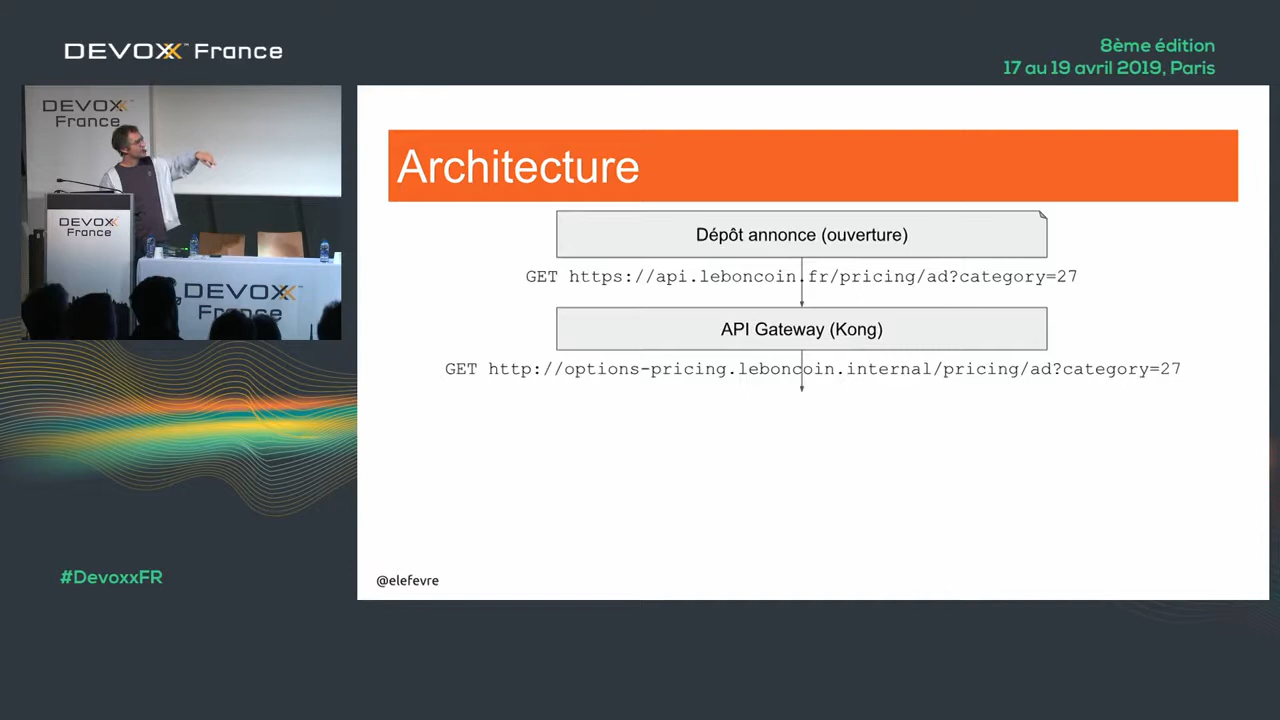 DEVOXX™ France
8ème édition
17 au 19 avril 2019, Paris
DEVOXX
France
DEVOXX
France
DEVOXX
France
Architecture
Dépôt annonce (ouverture)
GET https://api.leboncoin.fr/pricing/ad?category=27
API Gateway (Kong)
GET http://options-pricing.leboncoin.internal/pricing/ad?category=27
@elefevre
#DevoxxFR